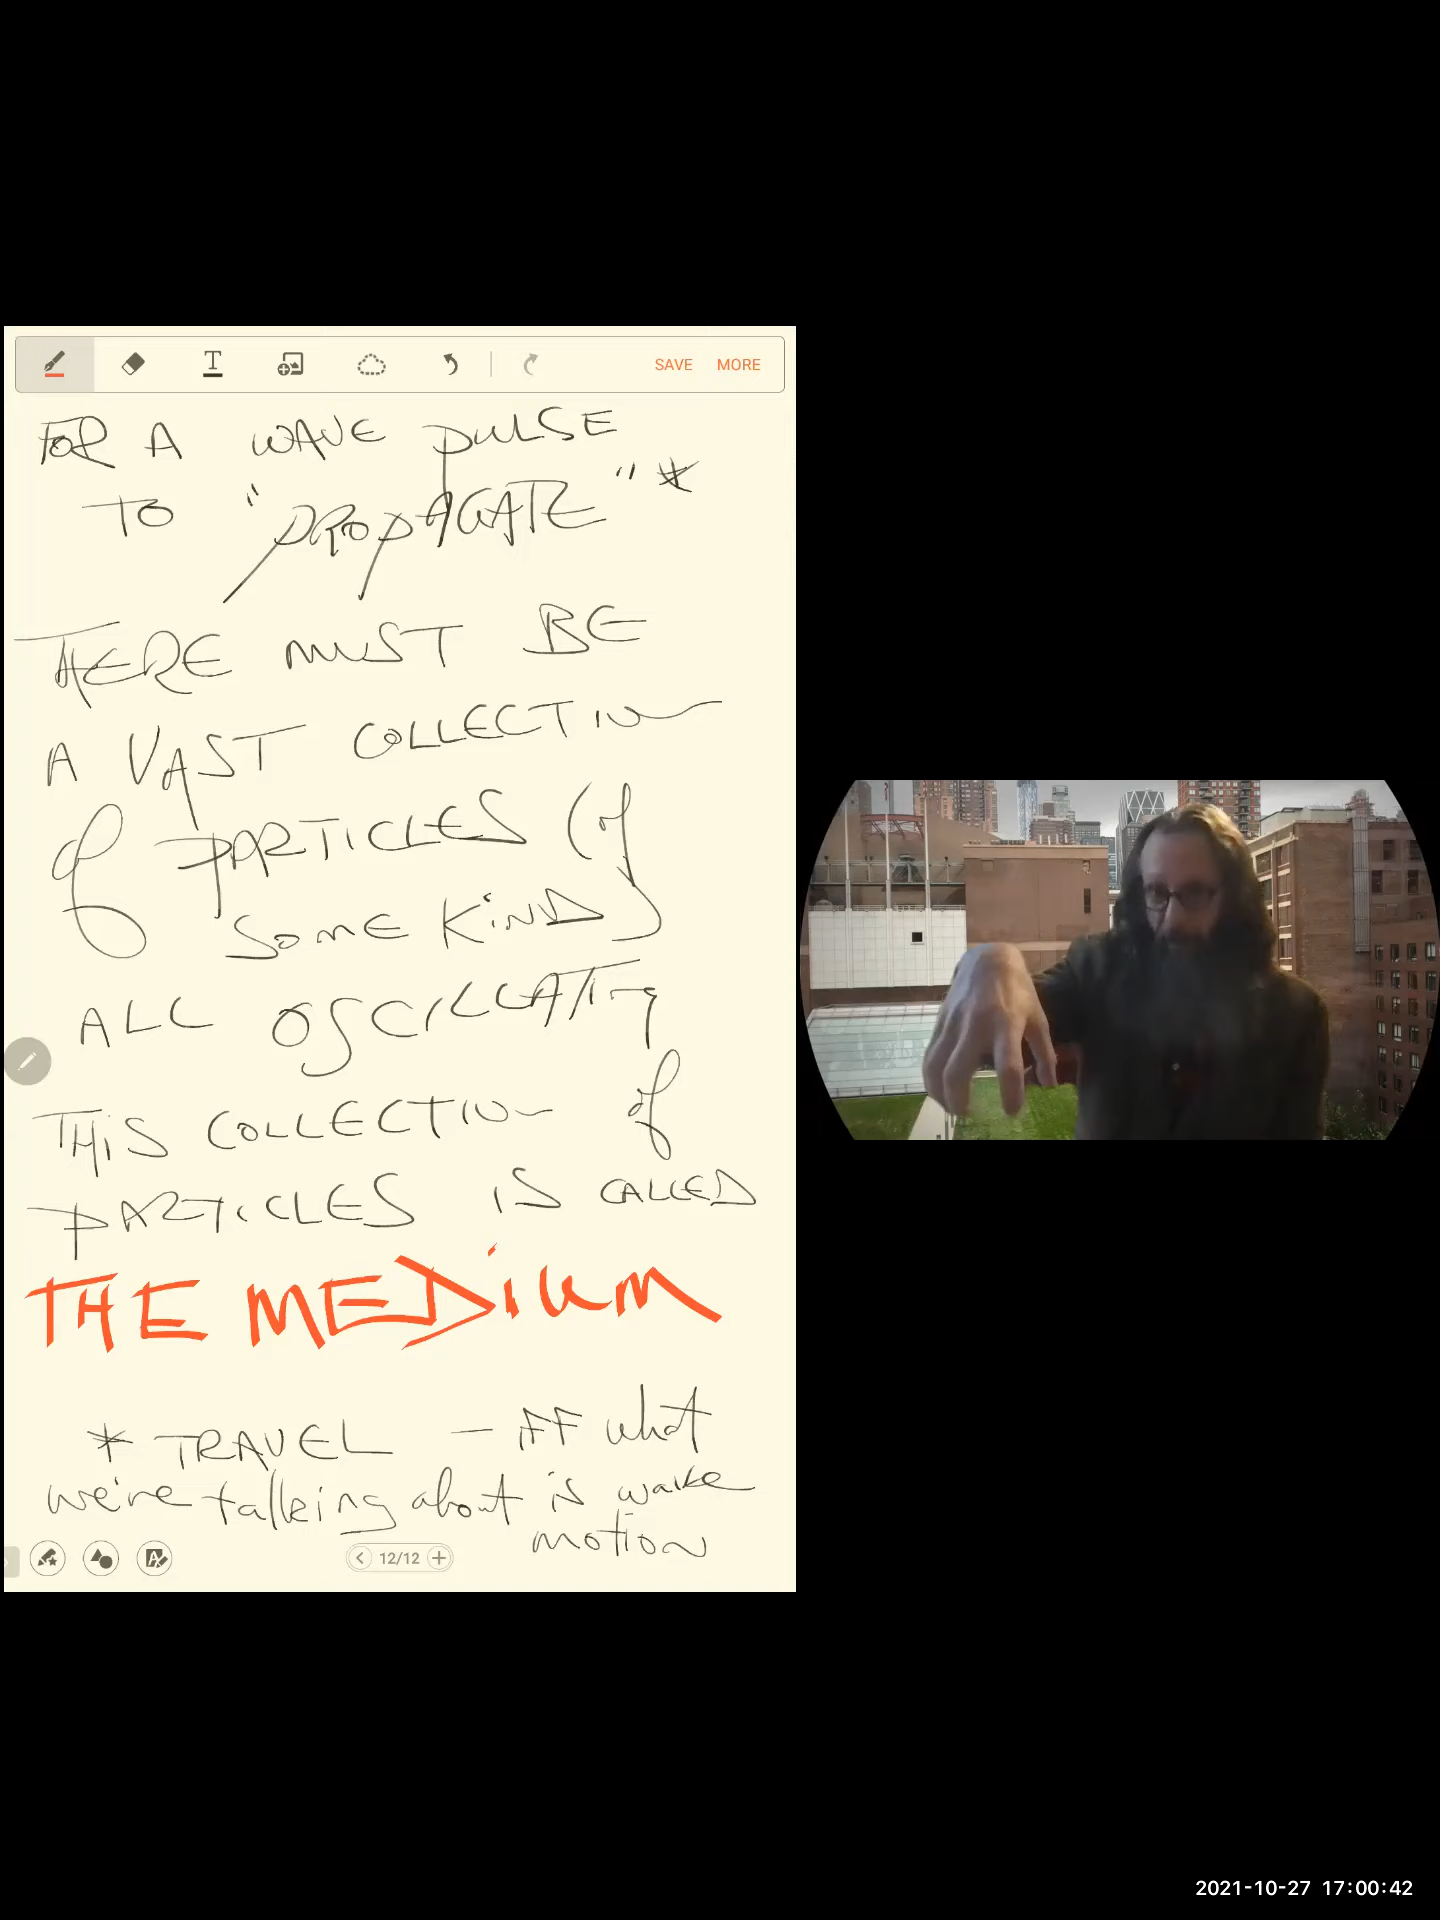 SAVE MORE
FOR A WAVE PULSE
TO "PROPAGATE" *
THERE MUST BE
A VAST COLLECTION
of PARTICLES (of
SOME KIND)
ALL OSCILLATING
THIS COLLECTION of
PARTICLES IS CALLED
THE MEDIUM
* TRAVEL - IFF what
we're talking about is wave
motion
12/12
2021-10-27 17:00:42